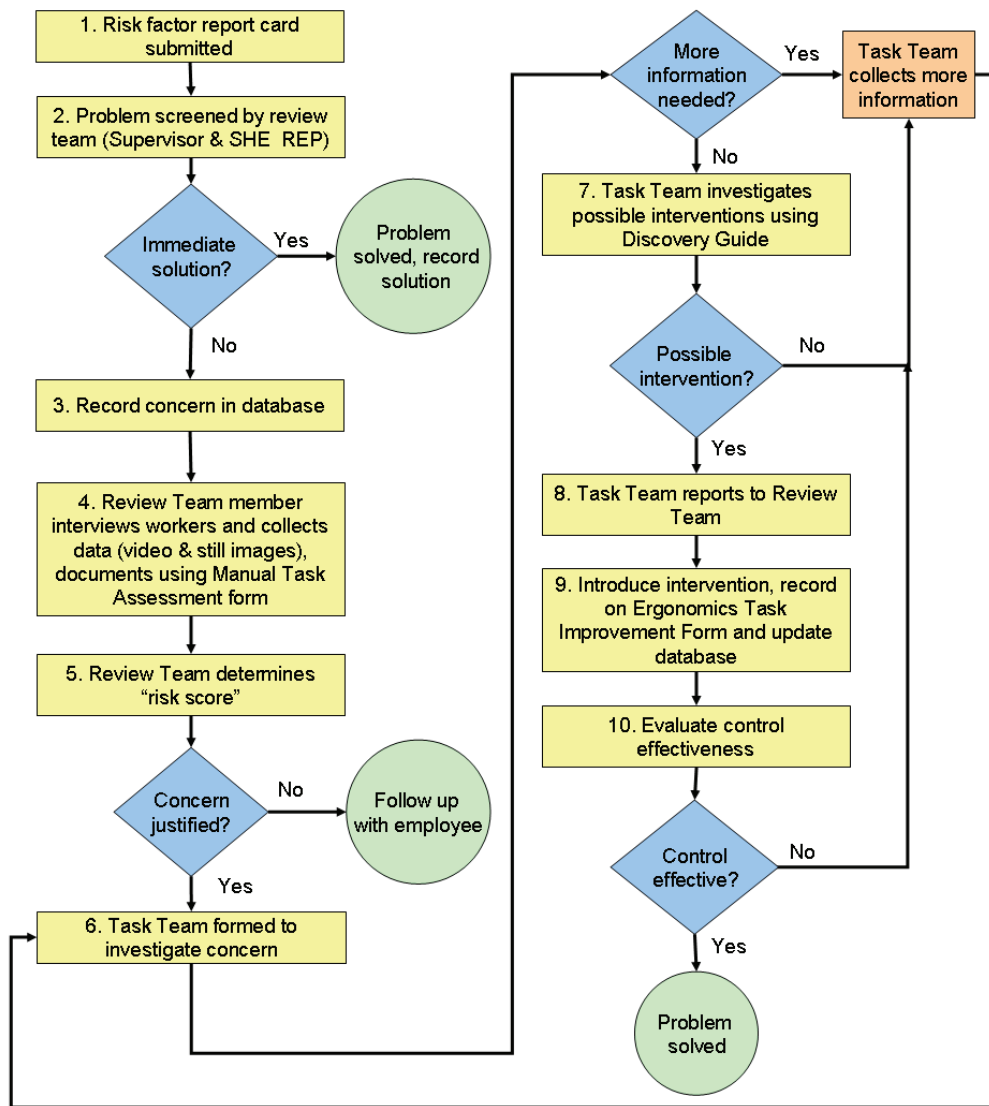 1. Risk factor report card
submitted
2. Problem screened by review
team (Supervisor & SHE REP)
Immediate
solution?
Yes
Problem
solved, record
solution
No
3. Record concern in database
4. Review Team member
interviews workers and collects
data (video & still images),
documents using Manual Task
Assessment form
5. Review Team determines
“risk score”
Concern
justified?
No
Follow up
with employee
Yes
6. Task Team formed to
investigate concern
More
information
needed?
Yes
Task Team
collects more
information
No
7. Task Team investigates
possible interventions using
Discovery Guide
Possible
intervention?
No
Yes
8. Task Team reports to Review
Team
9. Introduce intervention, record
on Ergonomics Task
Improvement Form and update
database
10. Evaluate control
effectiveness
Control
effective?
No
Yes
Problem
solved